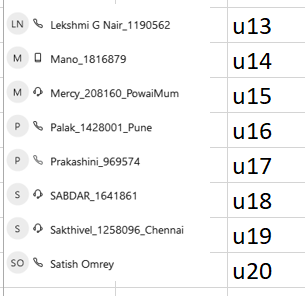 LN Lekshmi G Nair_1190562 u13
M Mano_1816879 u14
M Mercy_208160_PowaiMum u15
P Palak_1428001_Pune u16
P Prakashini_969574 u17
S SABDAR_1641861 u18
S Sakthivel_1258096_Chennai u19
SO Satish Omrey u20